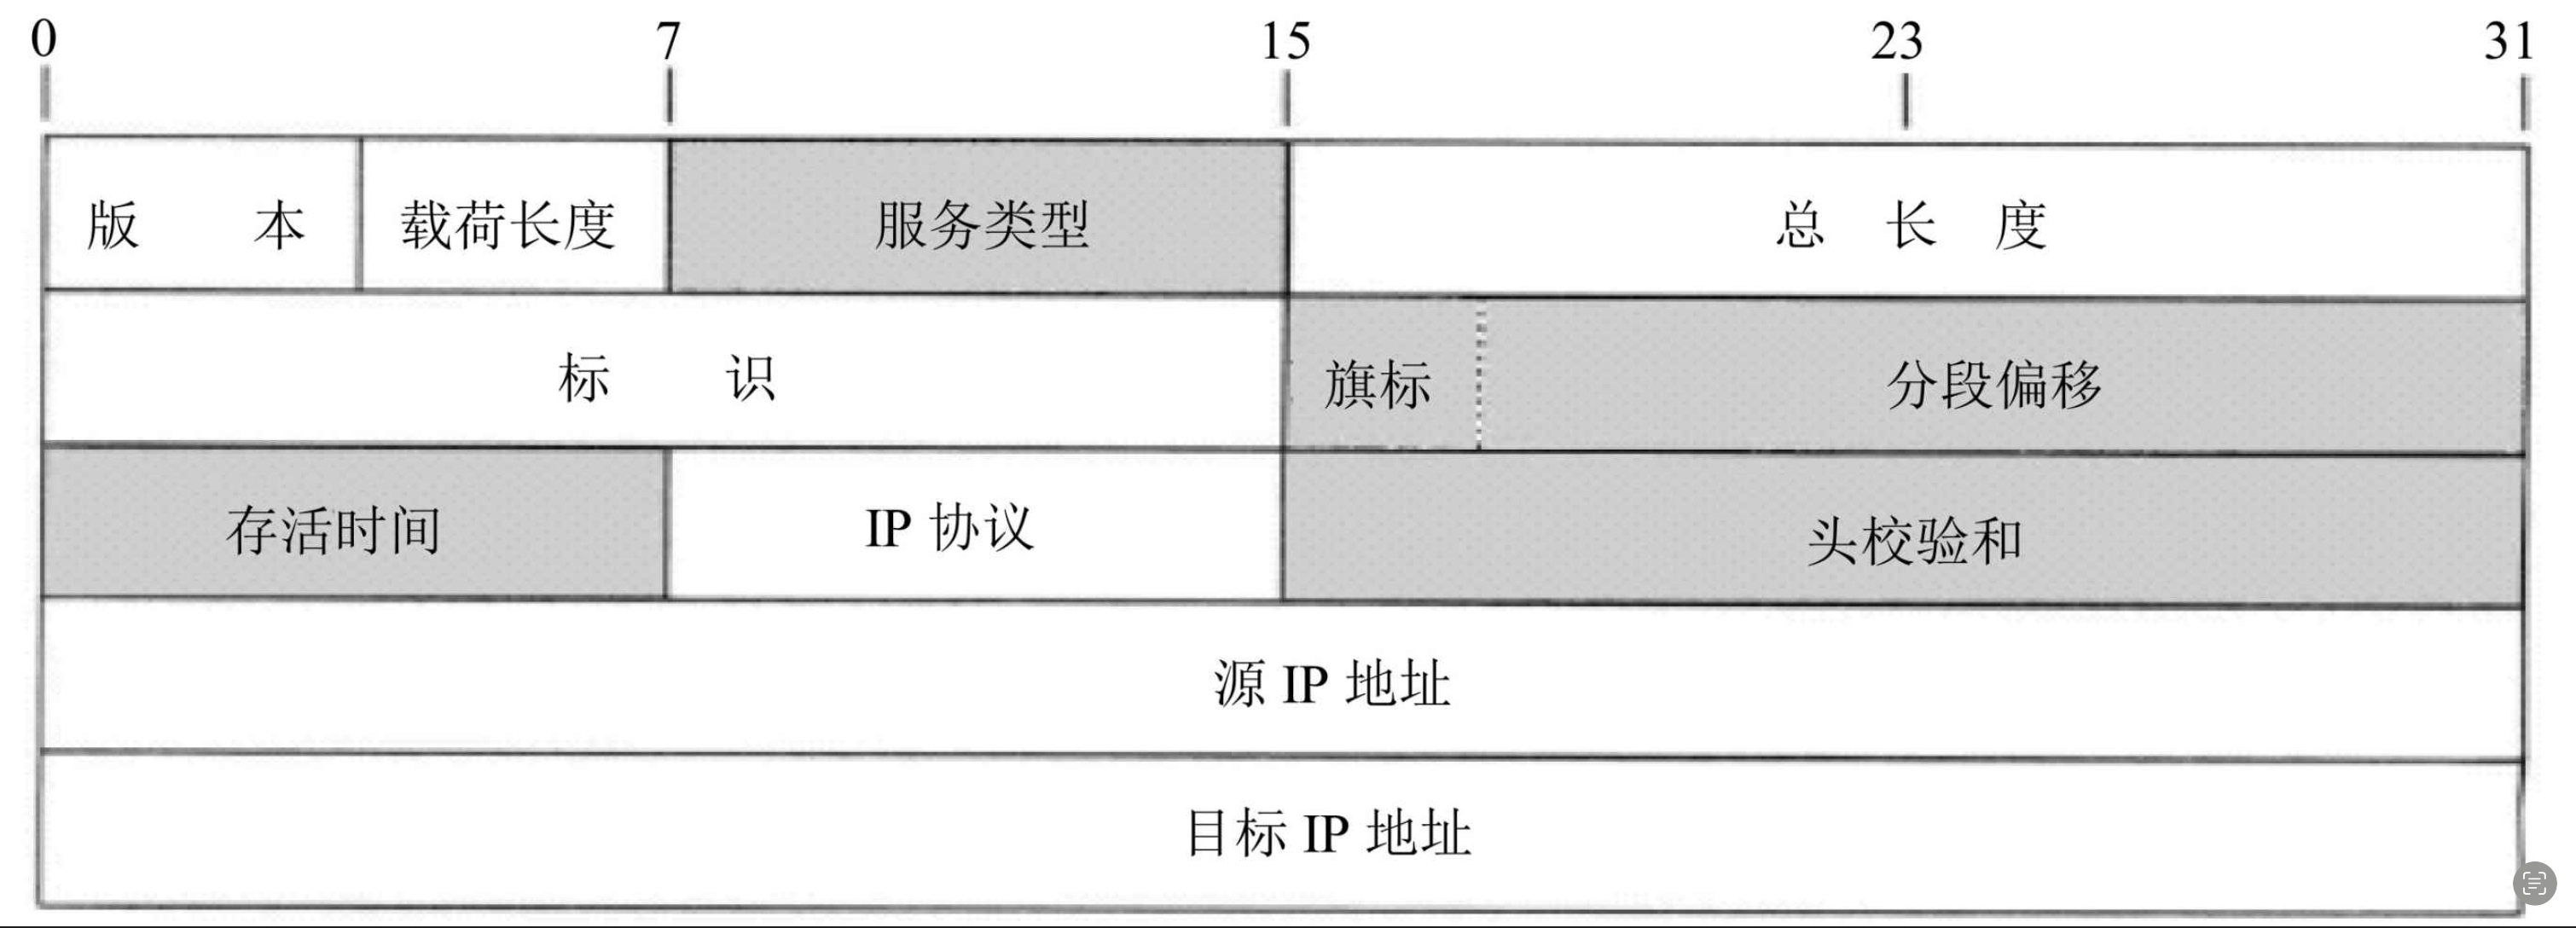 0 7 15 23 31
版 本 载荷长度 服务类型 总 长 度
标 识 旗标 分段偏移
存活时间 IP 协议 头校验和
源 IP 地址
目标 IP 地址